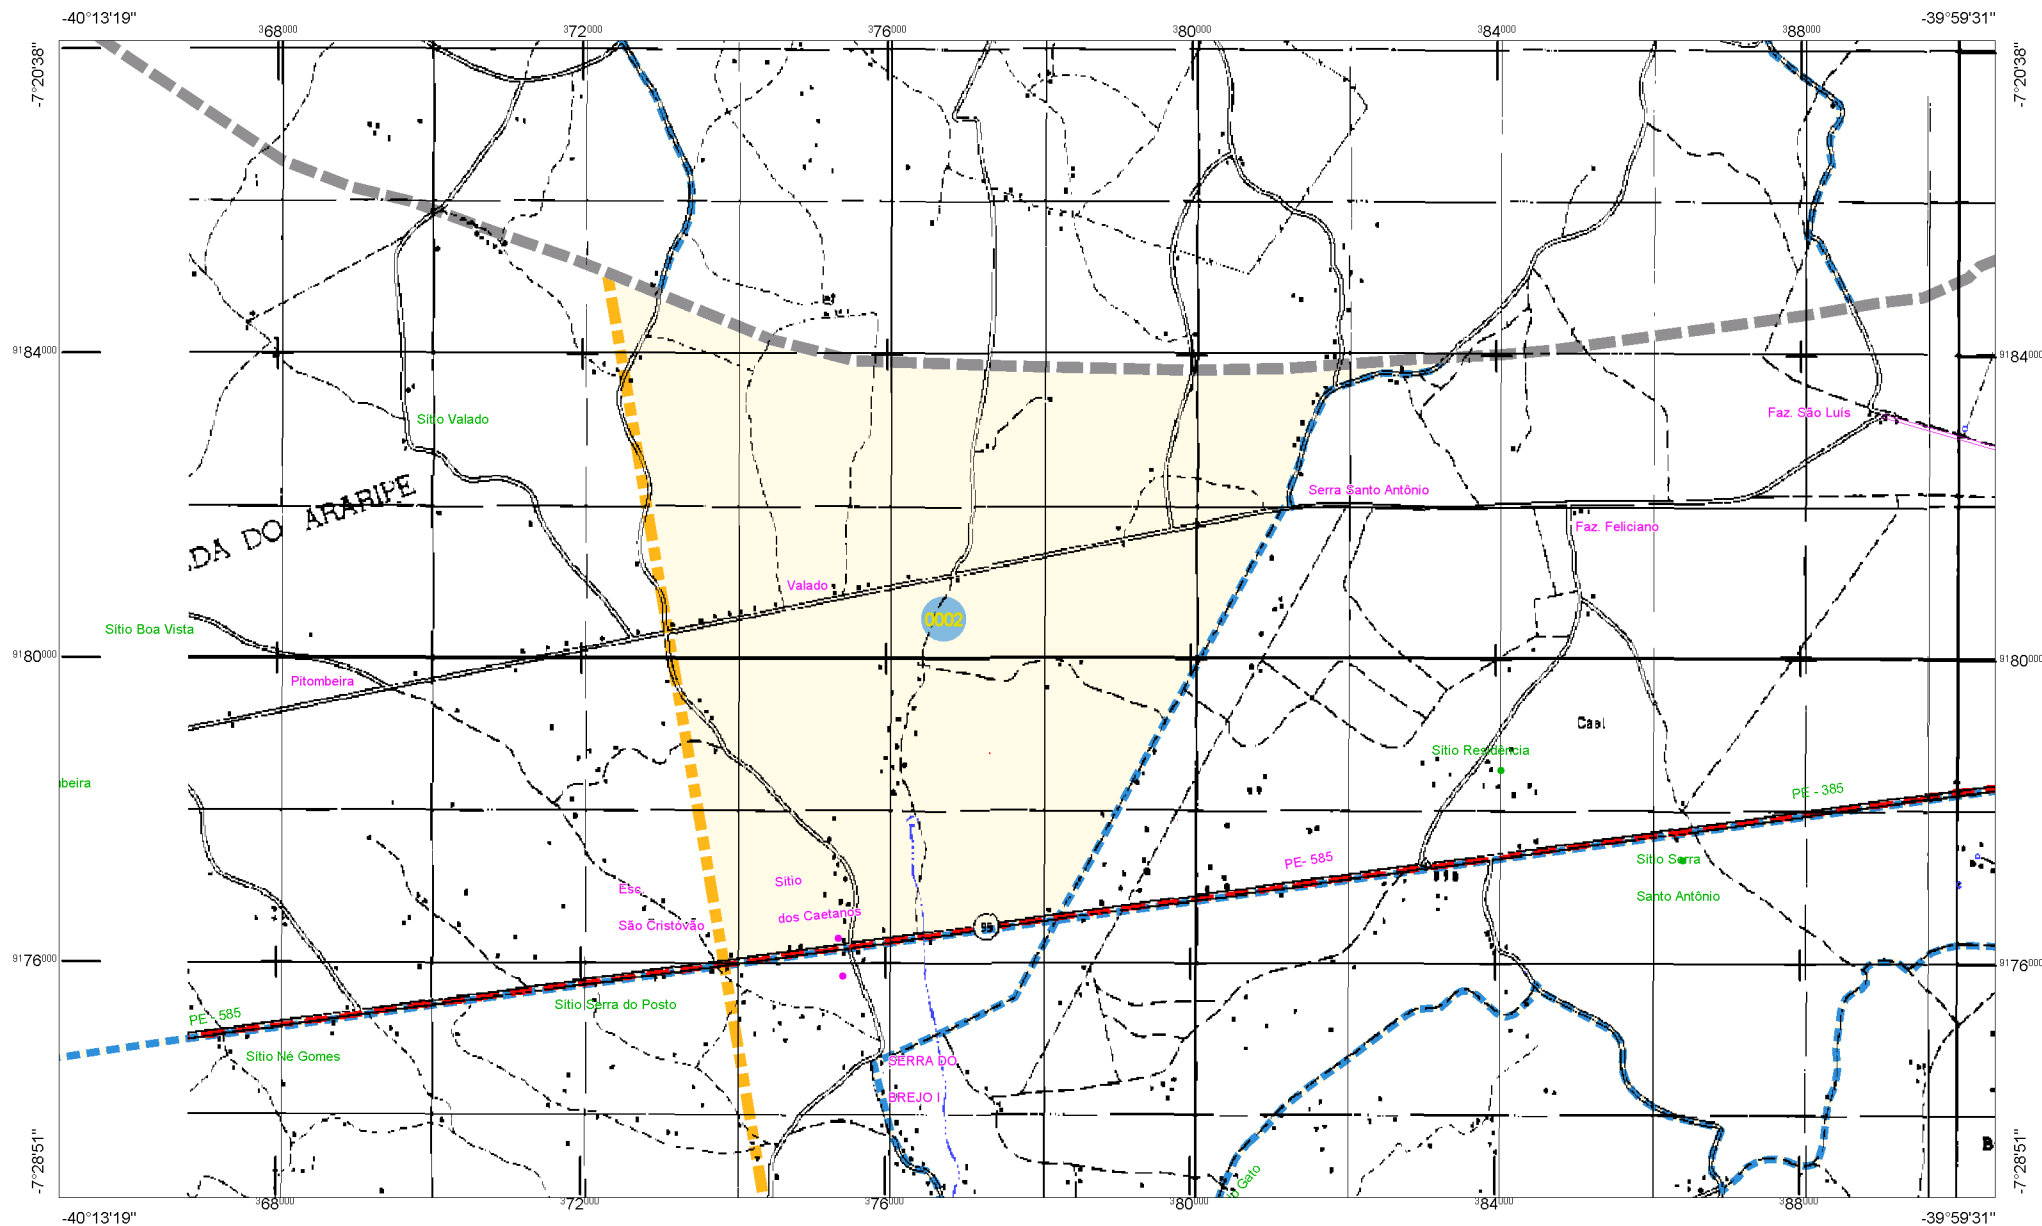 -40°13'19"
-39°59'31"
368000
372000
376000
380000
384000
388000
-7°20'38"
-7°20'38"
9184000
9184000
Sítio Valado
Faz. São Luís
DA DO ARARIPE
Serra Santo Antônio
Faz. Feliciano
Valado
0002
Sítio Boa Vista
9180000
9180000
Pitombeira
Casl
Sítio Residência
beira
PE - 385
PE- 585
Sítio Serra
Santo Antônio
Sítio
dos Caetanos
Esc.
São Cristóvão
95
9176000
9176000
Sítio Serra do Posto
PE - 585
Sítio Né Gomes
SERRA DO
BREJO I
B
Gato
-7°28'51"
-7°28'51"
368000
372000
376000
380000
384000
388000
-40°13'19"
-39°59'31"